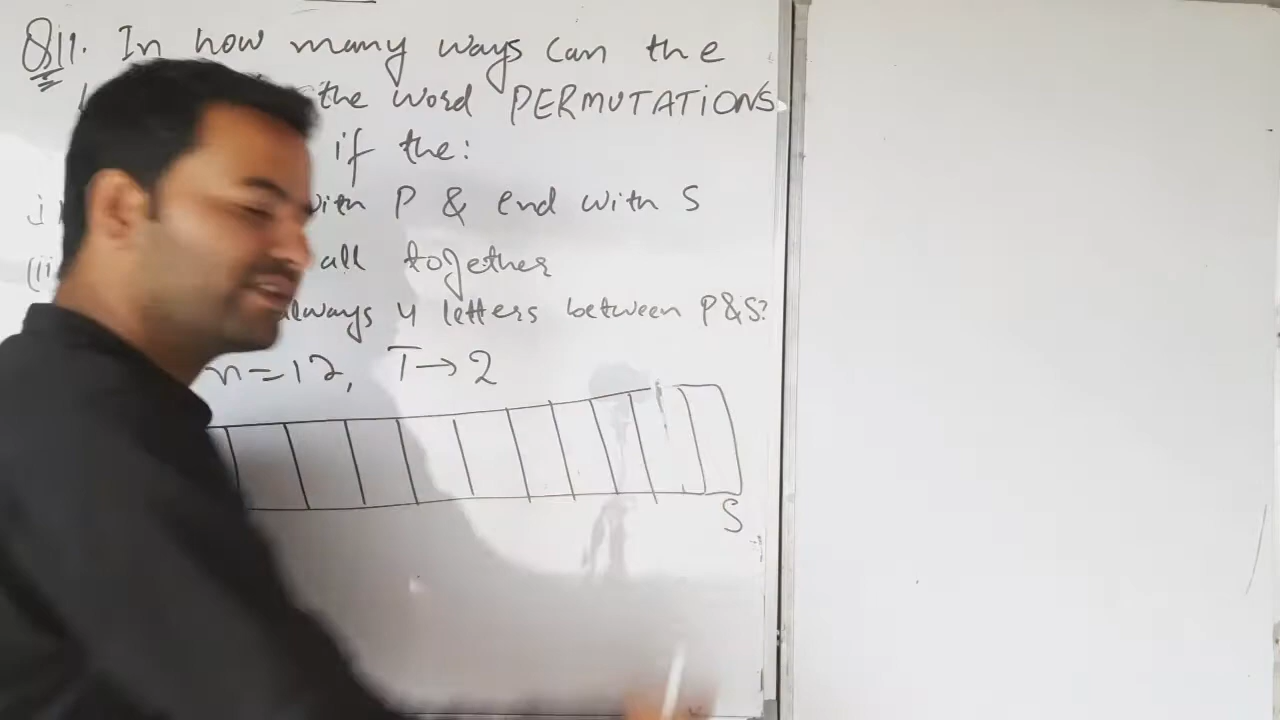 Q11. In how many ways can the
the word PERMUTATIONS
if the:
with P & end with S
(ii all together
always 4 letters between P&S?
n=12, T→2
S